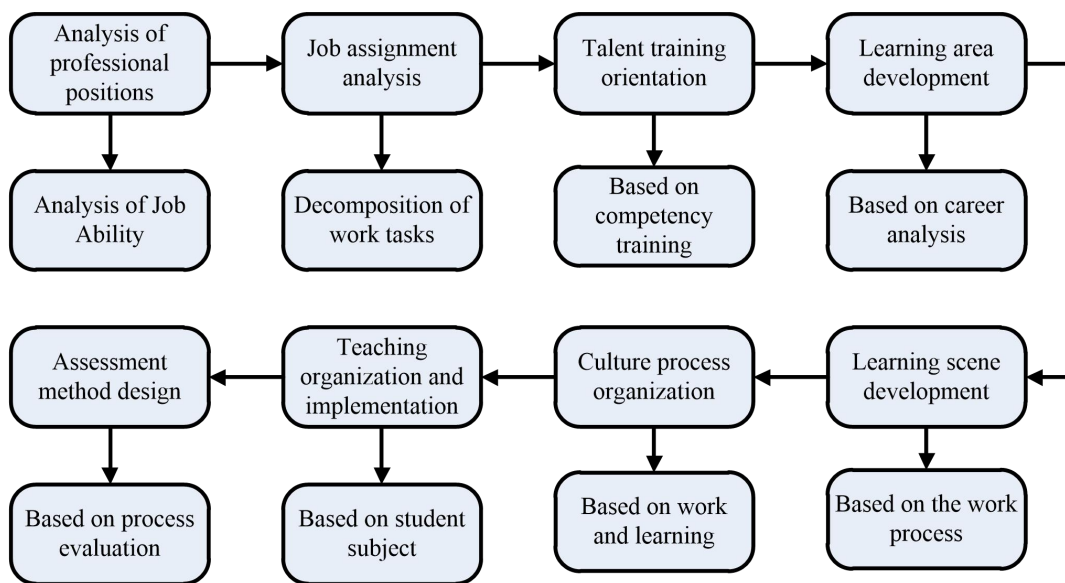 Analysis of
professional
positions
Job assignment
analysis
Talent training
orientation
Learning area
development
Analysis of Job
Ability
Decomposition of
work tasks
Based on
competency
training
Based on career
analysis
Assessment
method design
Teaching
organization and
implementation
Culture process
organization
Learning scene
development
Based on process
evaluation
Based on student
subject
Based on work
and learning
Based on the work
process